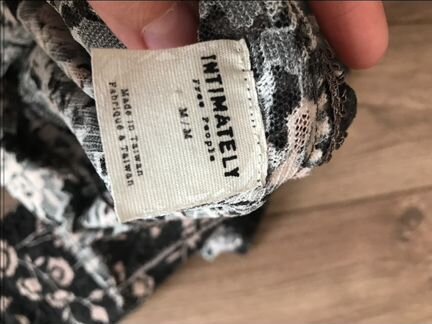 INTIMATELY
free people
M/M
Made in Taiwan
Fabriqué à Taiwan